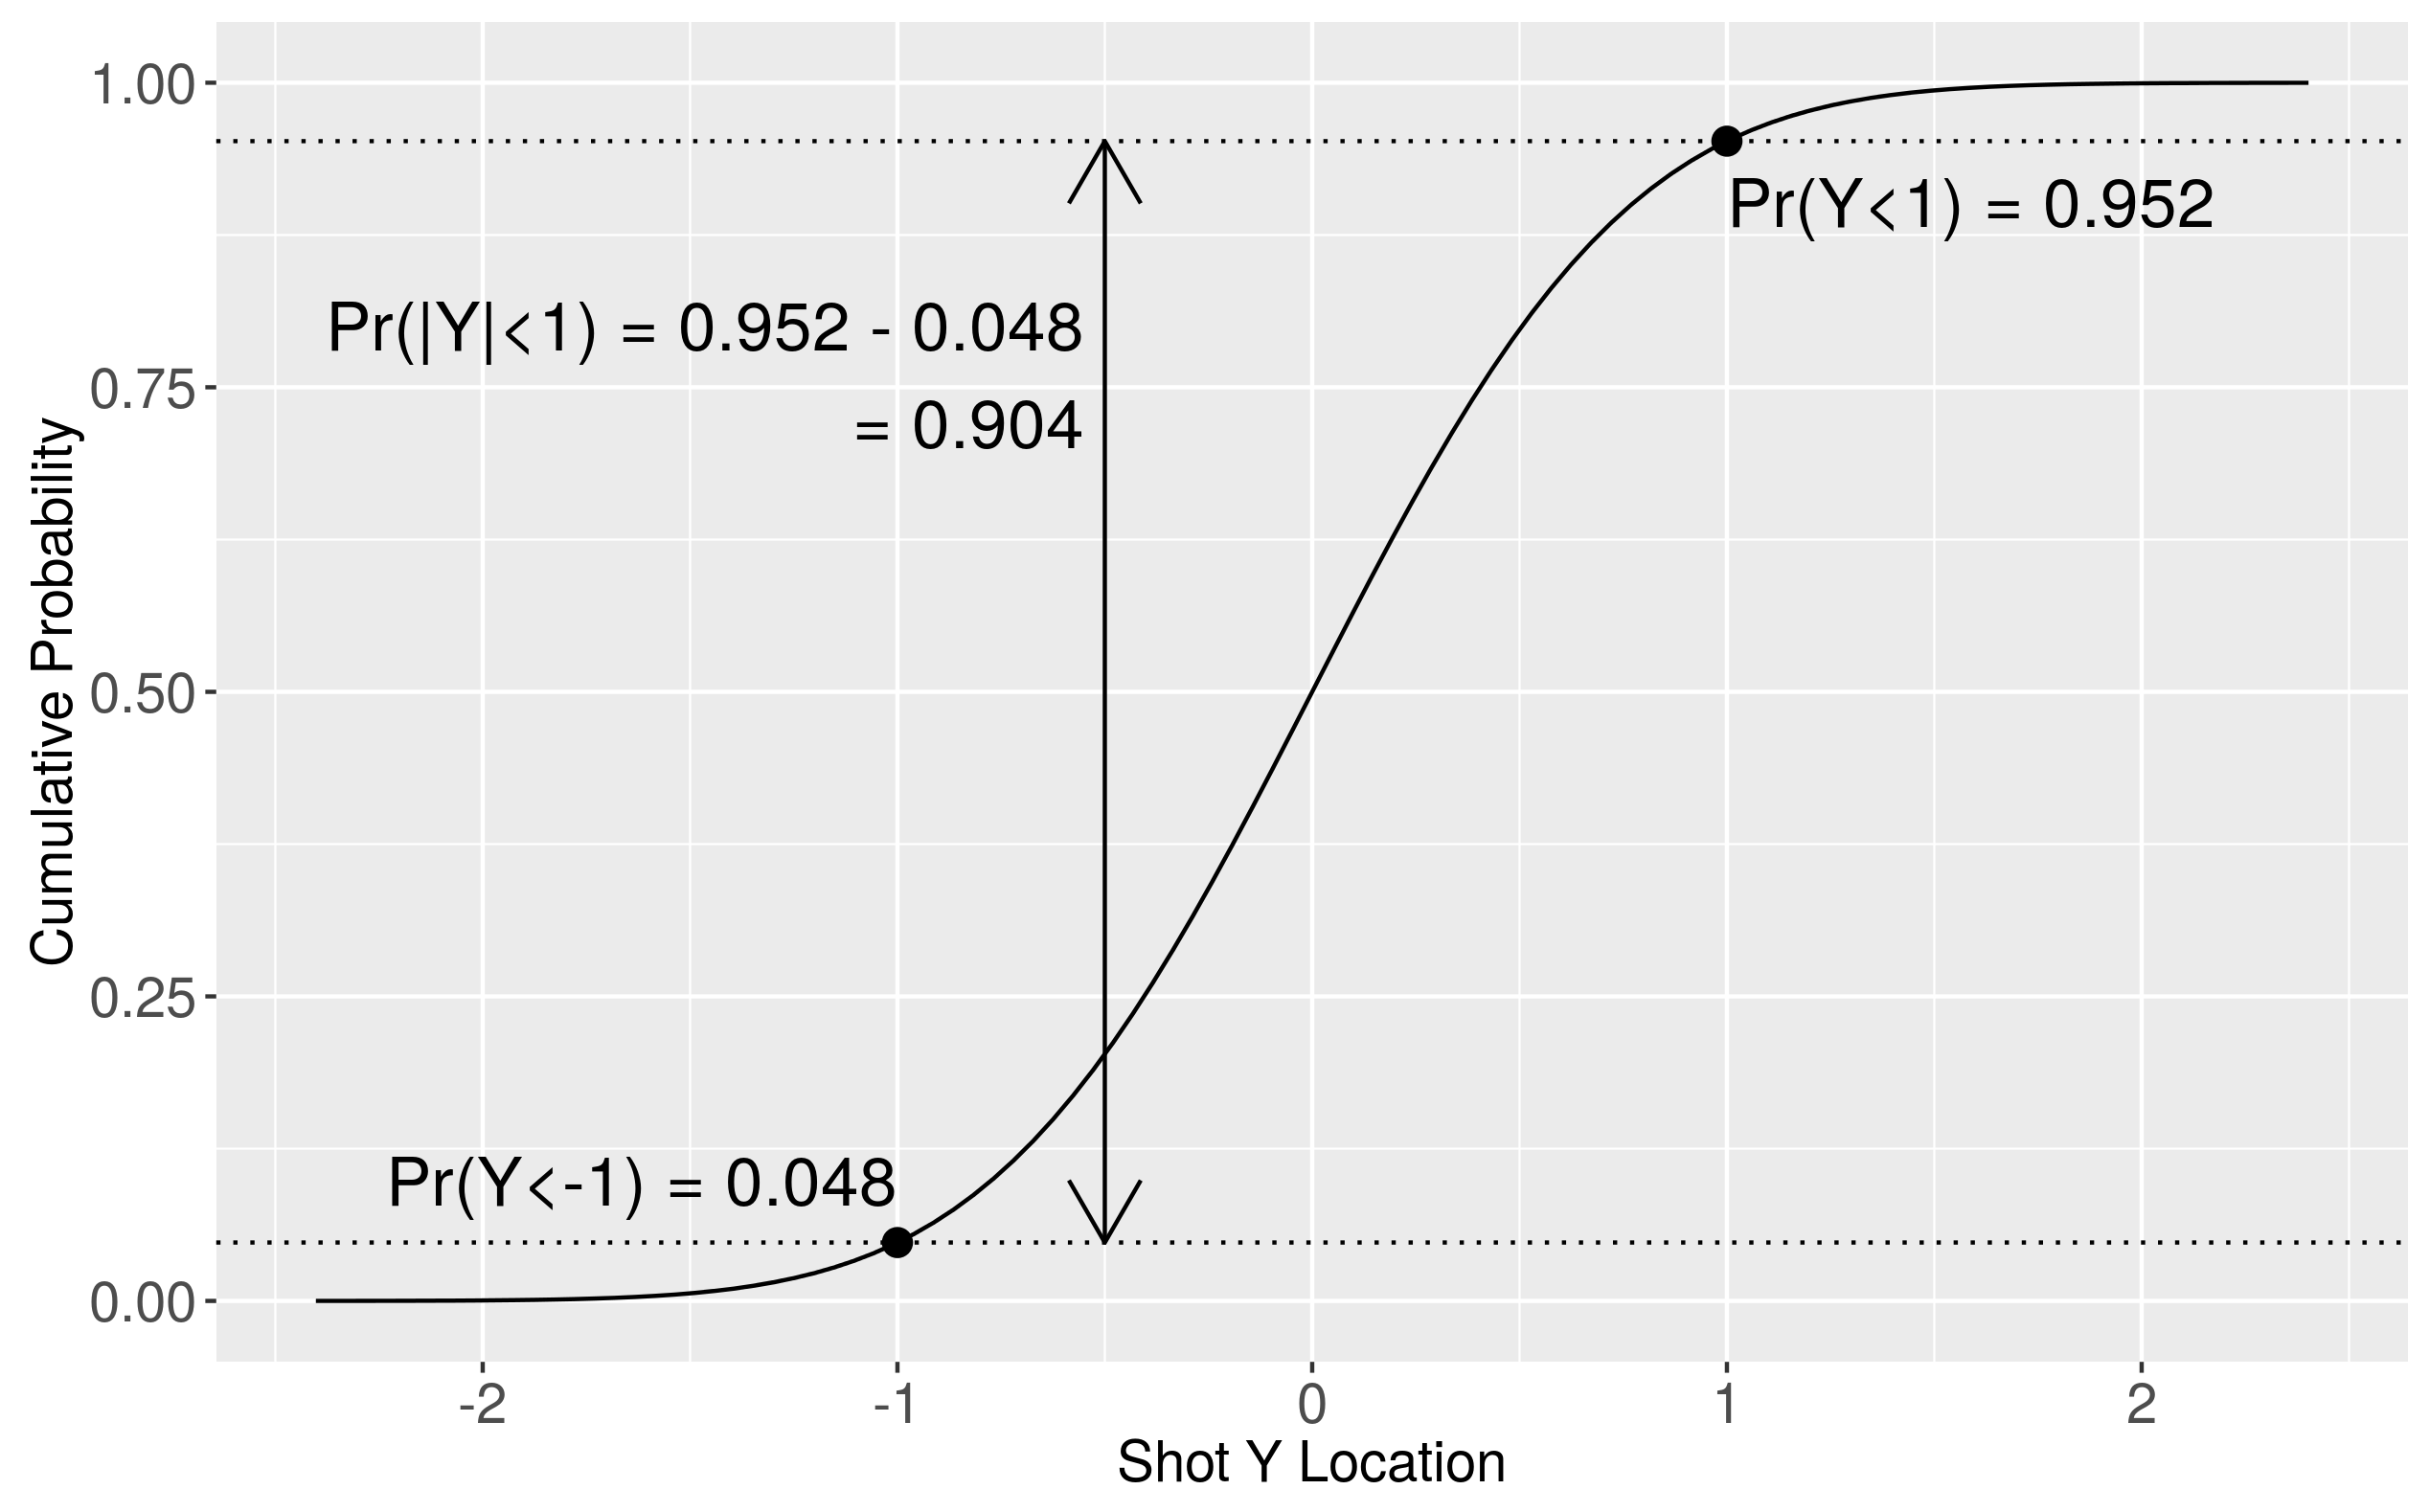 1.00
Pr(Y<1) = 0.952
Pr(|Y|<1) = 0.952 - 0.048
= 0.904
0.75
Cumulative Probability
0.50
0.25
Pr(Y<-1) = 0.048
0.00
-2 -1 0 1 2
Shot Y Location